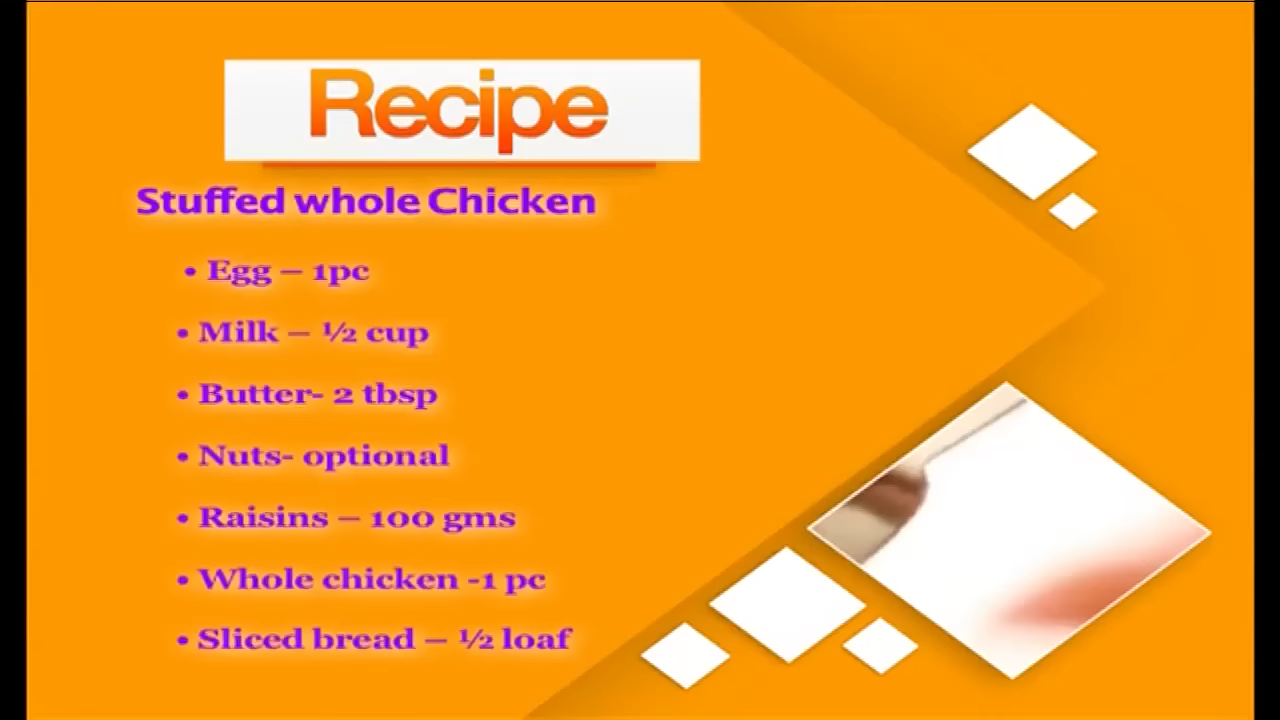 Recipe
Stuffed whole Chicken
• Egg – 1pc
• Milk – ½ cup
• Butter- 2 tbsp
• Nuts- optional
• Raisins – 100 gms
• Whole chicken -1 pc
• Sliced bread – ½ loaf